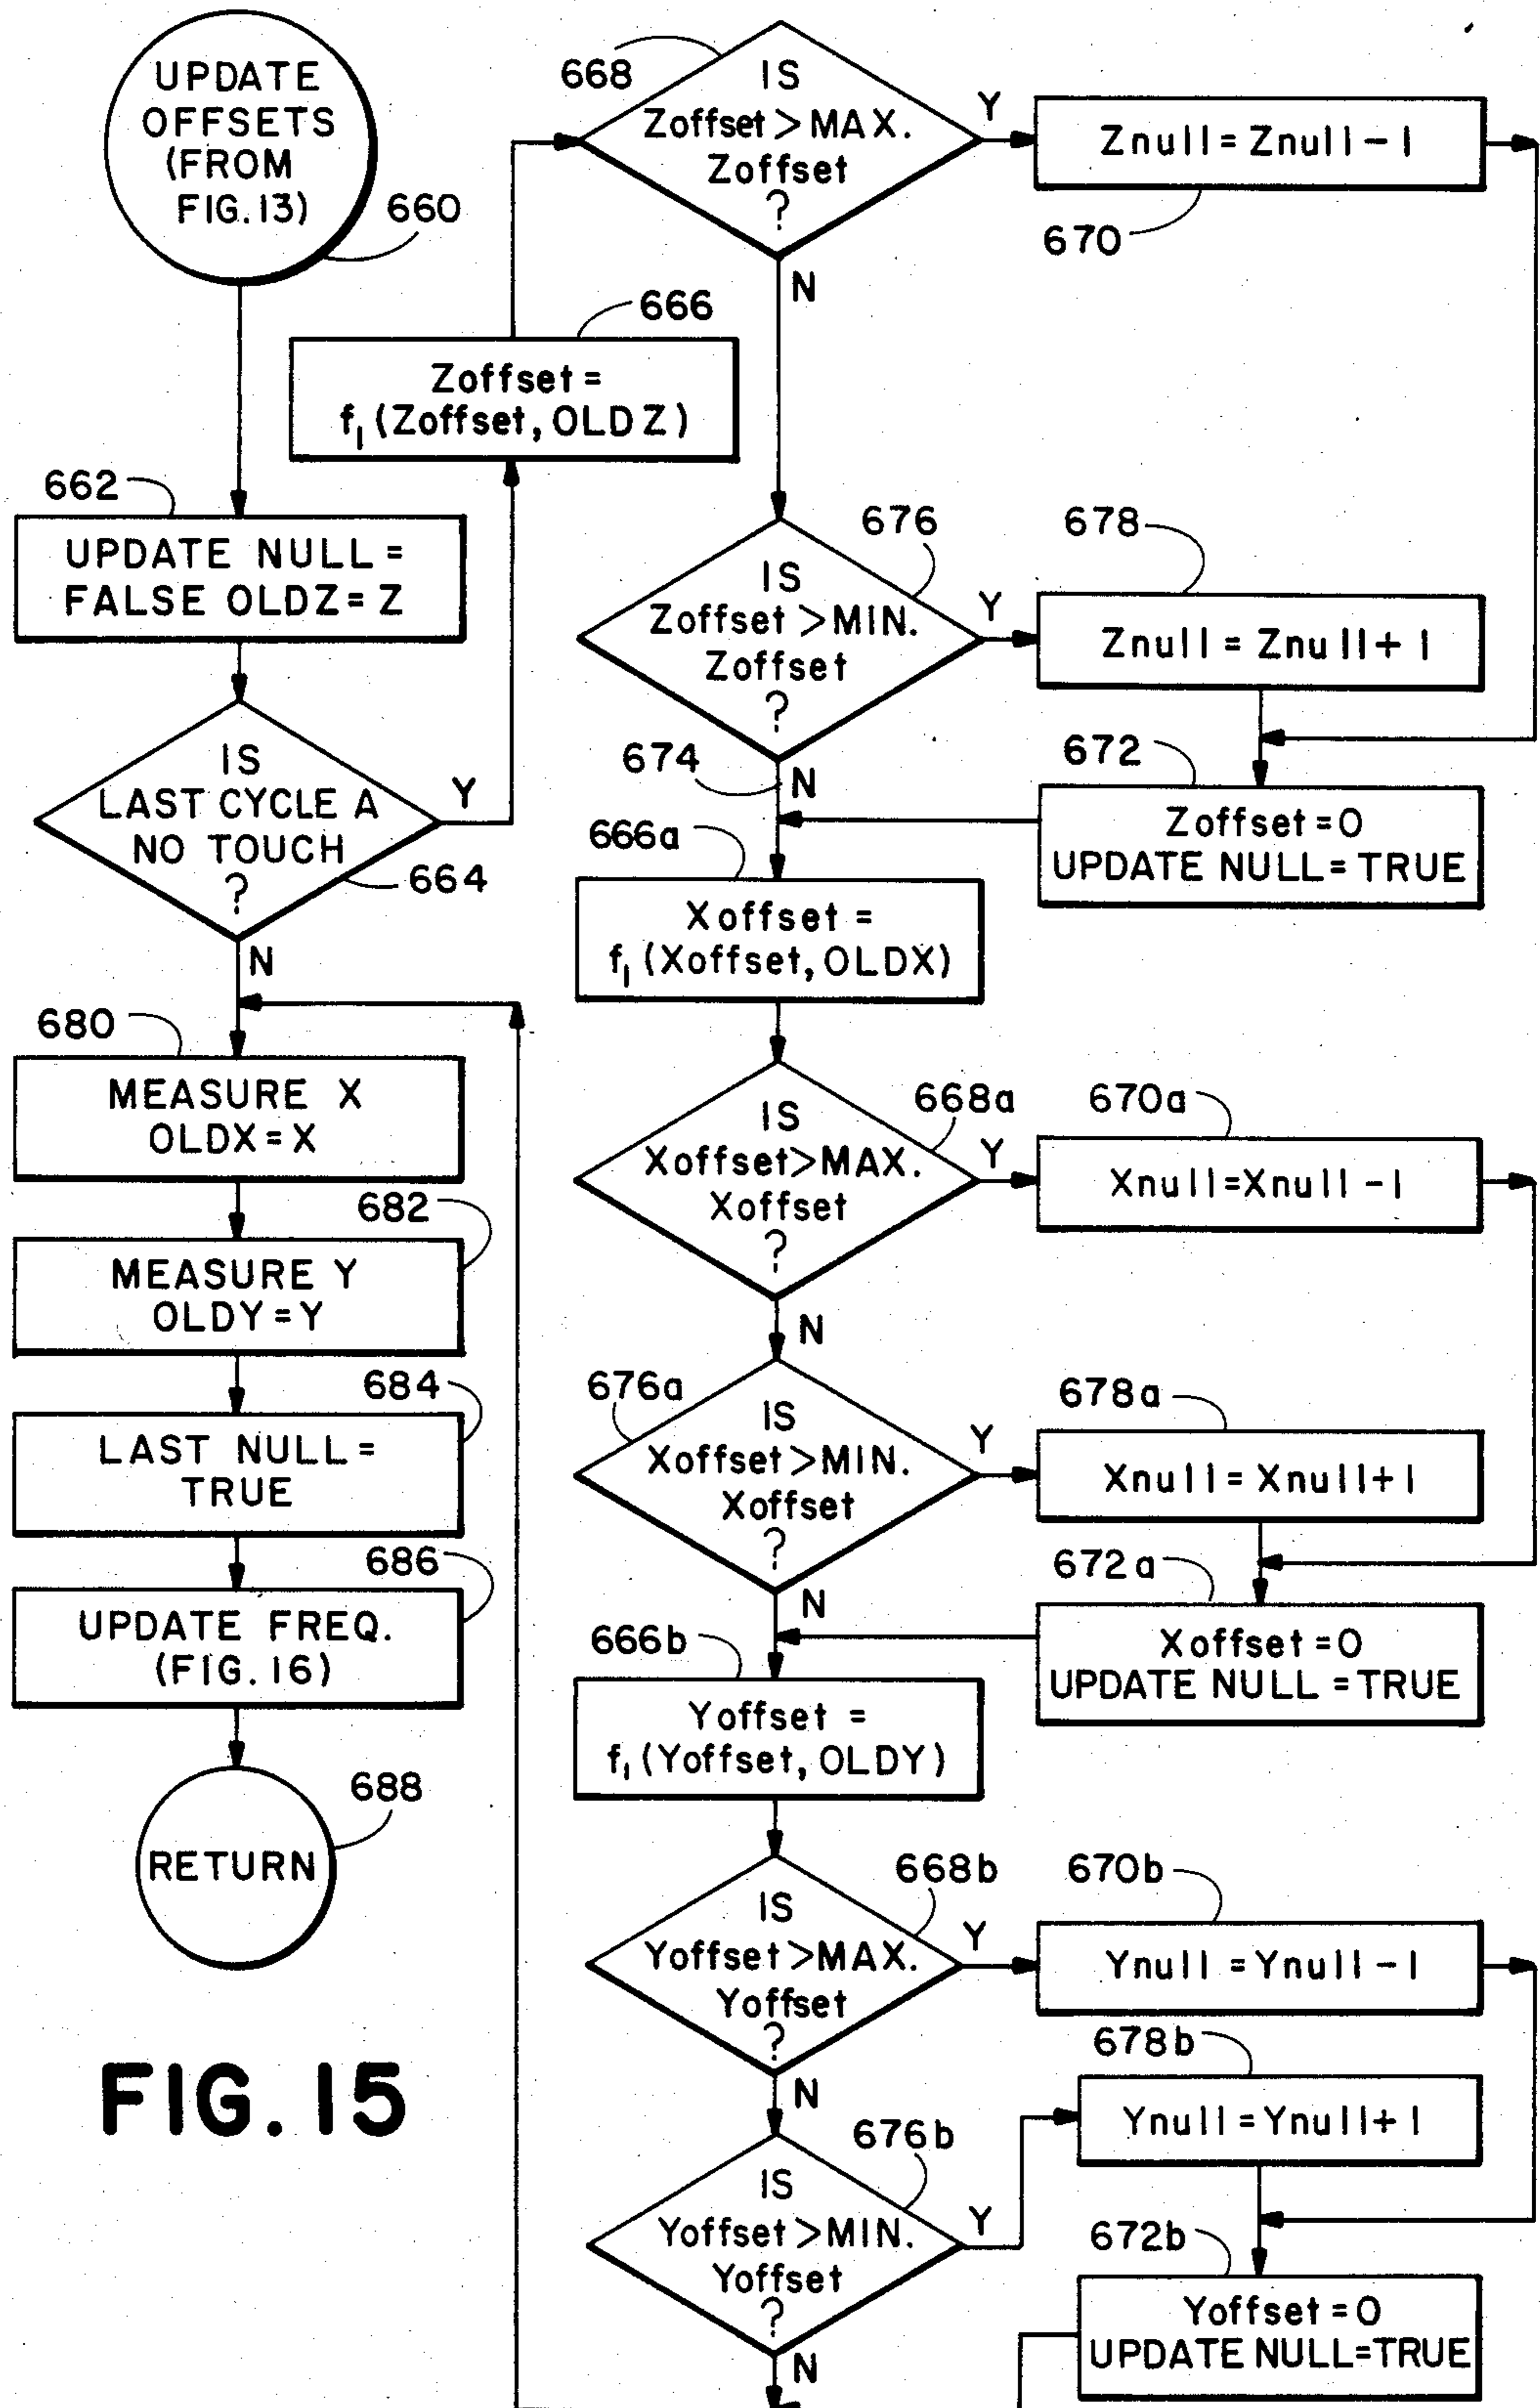 UPDATE
OFFSETS
(FROM
FIG. 13)
660
662
UPDATE NULL =
FALSE OLDZ = Z
IS
LAST CYCLE A
NO TOUCH
?
664
Y
N
666
Zoffset =
f1 (Zoffset, OLDZ)
668
IS
Zoffset > MAX.
Zoffset
?
Y
N
Znull = Znull - 1
670
676
IS
Zoffset > MIN.
Zoffset
?
Y
674
N
678
Znull = Znull + 1
672
Zoffset = 0
UPDATE NULL = TRUE
666a
Xoffset =
f1 (Xoffset, OLDX)
668a
IS
Xoffset > MAX.
Xoffset
?
Y
N
670a
Xnull = Xnull - 1
676a
IS
Xoffset > MIN.
Xoffset
?
Y
N
678a
Xnull = Xnull + 1
672a
Xoffset = 0
UPDATE NULL = TRUE
666b
Yoffset =
f1 (Yoffset, OLDY)
668b
IS
Yoffset > MAX.
Yoffset
?
Y
N
670b
Ynull = Ynull - 1
676b
IS
Yoffset > MIN.
Yoffset
?
Y
N
678b
Ynull = Ynull + 1
672b
Yoffset = 0
UPDATE NULL = TRUE
680
MEASURE X
OLDX = X
682
MEASURE Y
OLDY = Y
684
LAST NULL =
TRUE
686
UPDATE FREQ.
(FIG. 16)
688
RETURN
FIG. 15